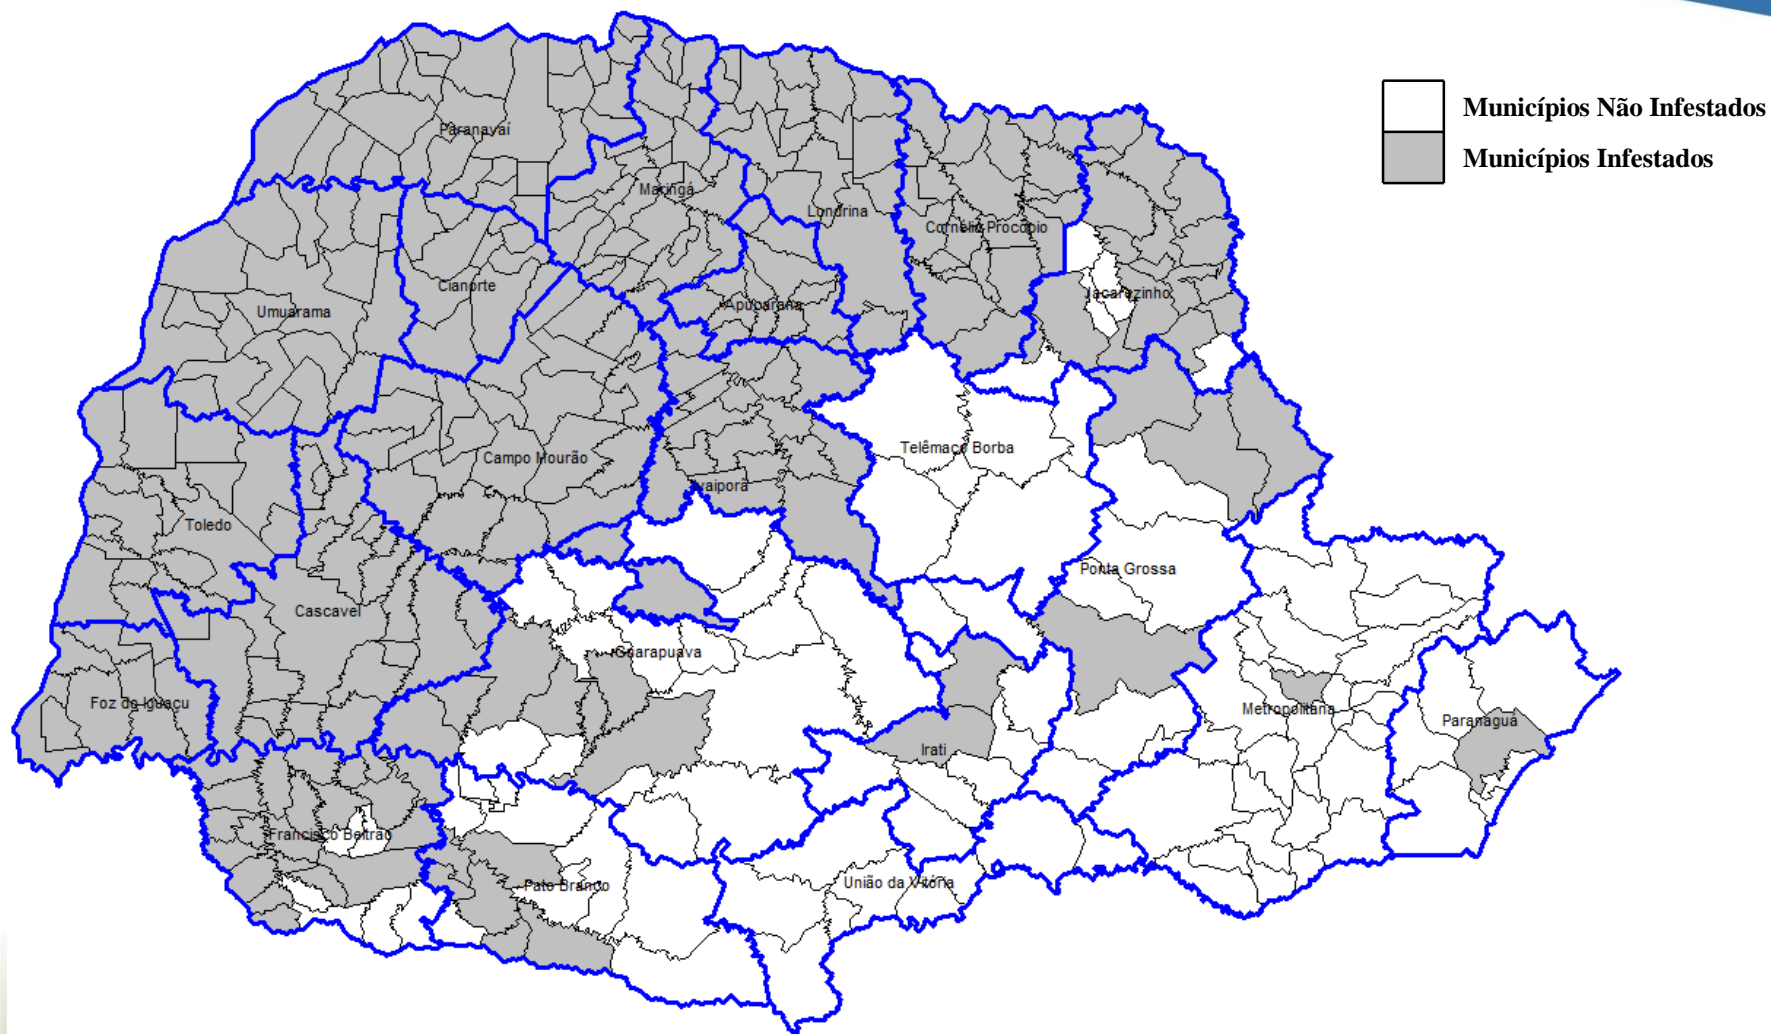 Municípios Não Infestados
Municípios Infestados
Paranavaí
Maringá
Londrina
Cornélio Procópio
Jacarezinho
Cianorte
Umuarama
Apucarana
Telêmaco Borba
Campo Mourão
Ivaiporã
Toledo
Ponta Grossa
Cascavel
Guarapuava
Foz do Iguaçu
Metropolitana
Paranaguá
Irati
Francisco Beltrão
Pato Branco
União da Vitória